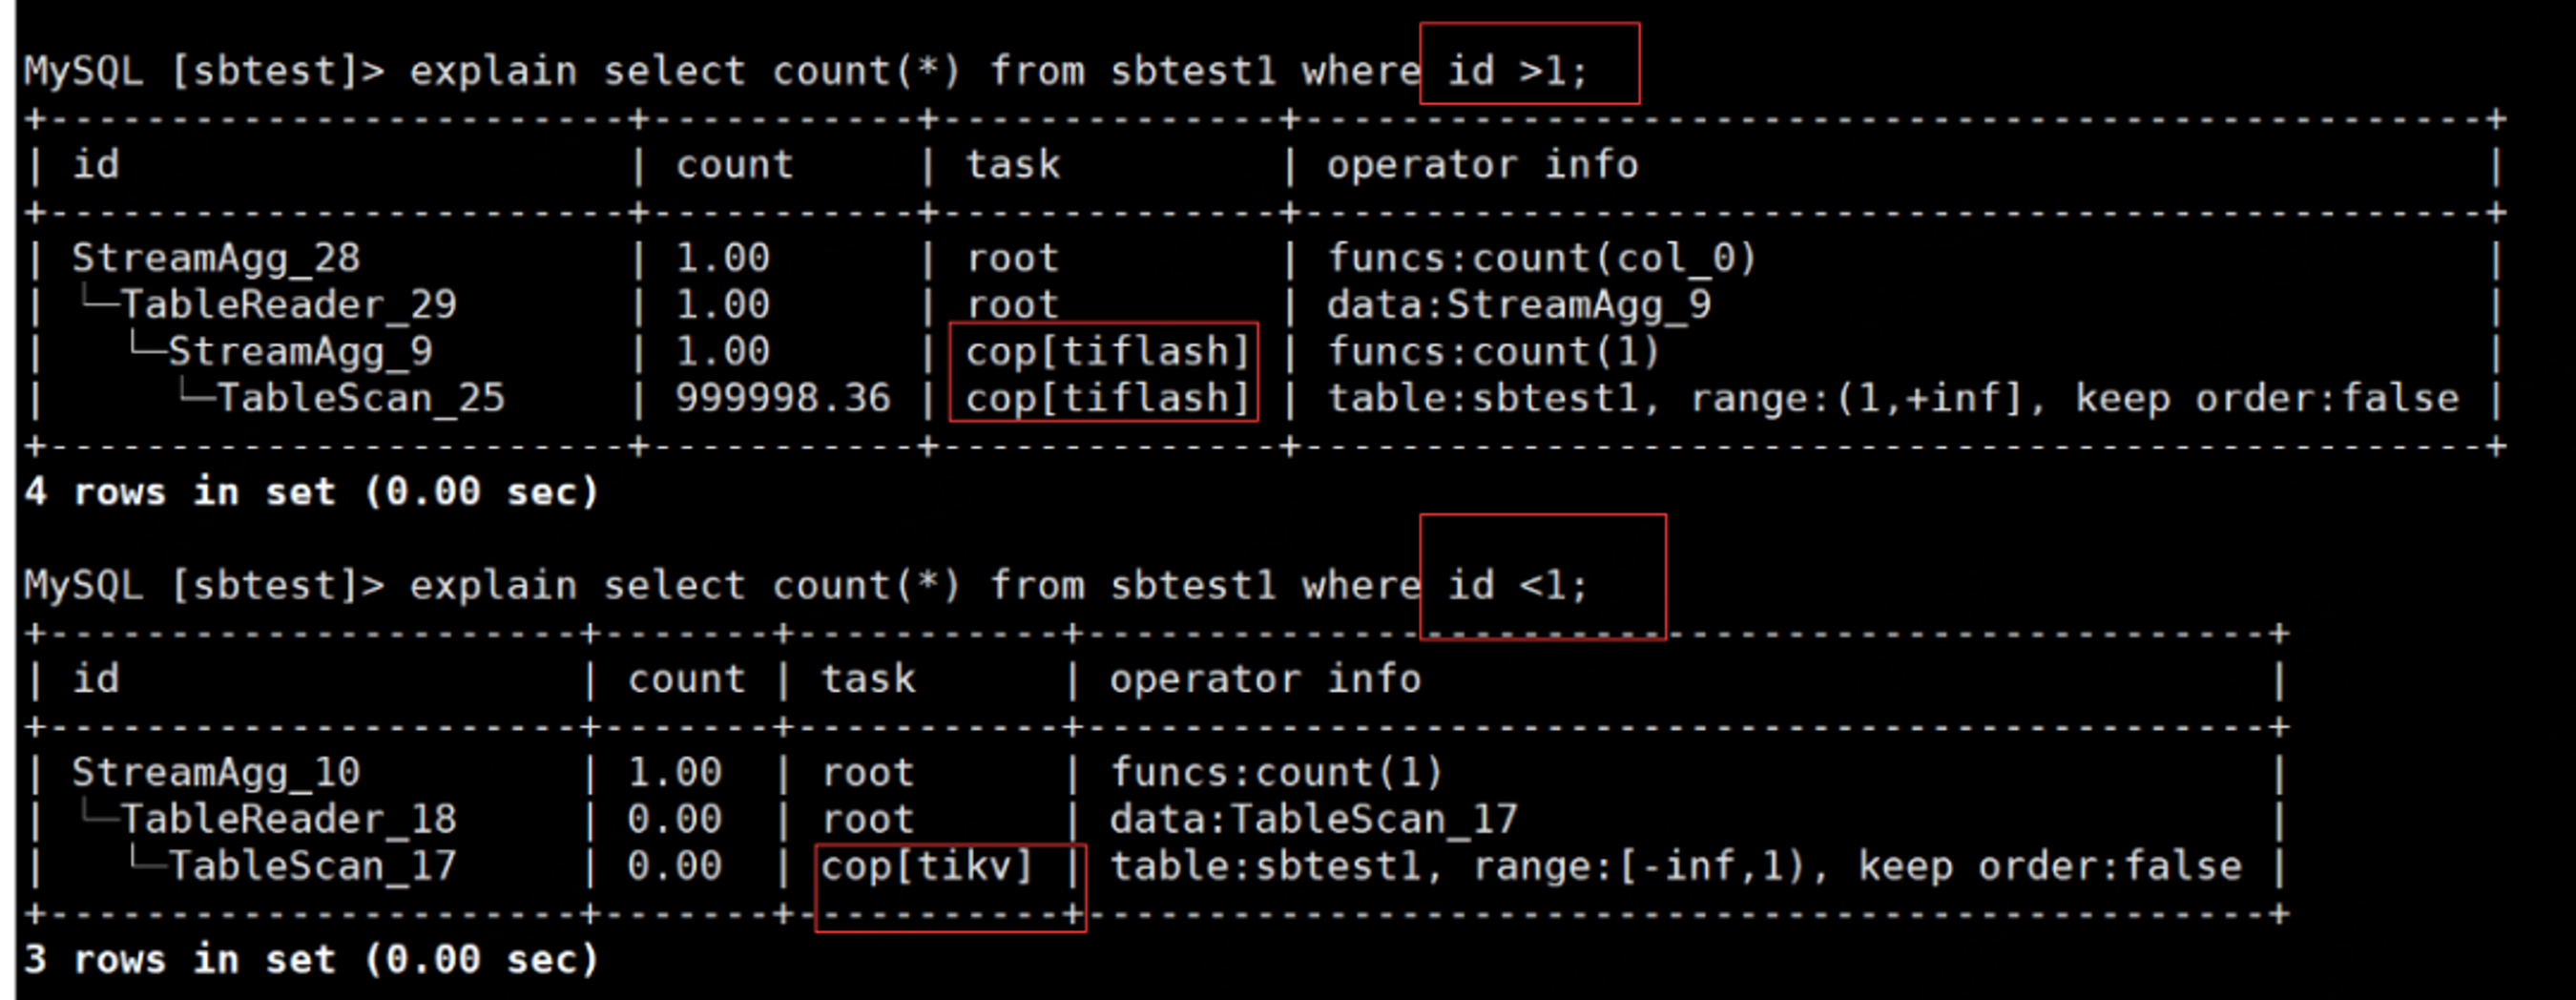 MySQL [sbtest]> explain select count(*) from sbtest1 where id >1;
+------------------------+-----------+--------------+--------------------------------------------------+
| id                     | count     | task         | operator info                                    |
+------------------------+-----------+--------------+--------------------------------------------------+
| StreamAgg_28           | 1.00      | root         | funcs:count(col_0)                               |
| └─TableReader_29       | 1.00      | root         | data:StreamAgg_9                                 |
|   └─StreamAgg_9        | 1.00      | cop[tiflash] | funcs:count(1)                                   |
|     └─TableScan_25     | 999998.36 | cop[tiflash] | table:sbtest1, range:(1,+inf], keep order:false |
+------------------------+-----------+--------------+--------------------------------------------------+
4 rows in set (0.00 sec)
MySQL [sbtest]> explain select count(*) from sbtest1 where id <1;
+----------------------+-------+-----------+-------------------------------------------------+
| id                   | count | task      | operator info                                   |
+----------------------+-------+-----------+-------------------------------------------------+
| StreamAgg_10         | 1.00  | root      | funcs:count(1)                                  |
| └─TableReader_18     | 0.00  | root      | data:TableScan_17                               |
|   └─TableScan_17     | 0.00  | cop[tikv] | table:sbtest1, range:[-inf,1), keep order:false |
+----------------------+-------+-----------+-------------------------------------------------+
3 rows in set (0.00 sec)